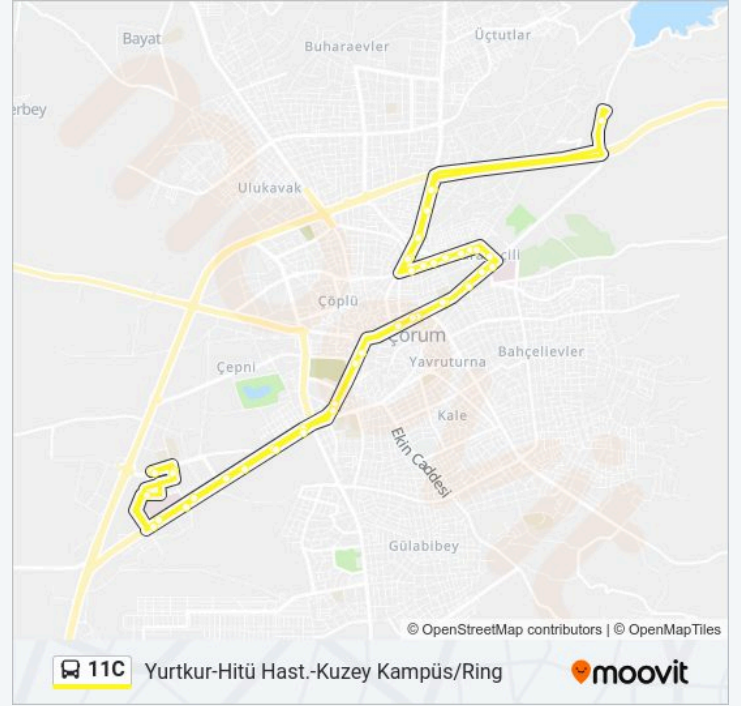 Bayat
Buharaevler
Üçtutlar
erbey
Ulukavak
Çöplü
Çorum
Yavruturna
Bahçelievler
Çepni
Kale
Ekin Caddesi
Gülabibey
© OpenStreetMap contributors | © OpenMapTiles
11C Yurtkur-Hitü Hast.-Kuzey Kampüs/Ring
moovit